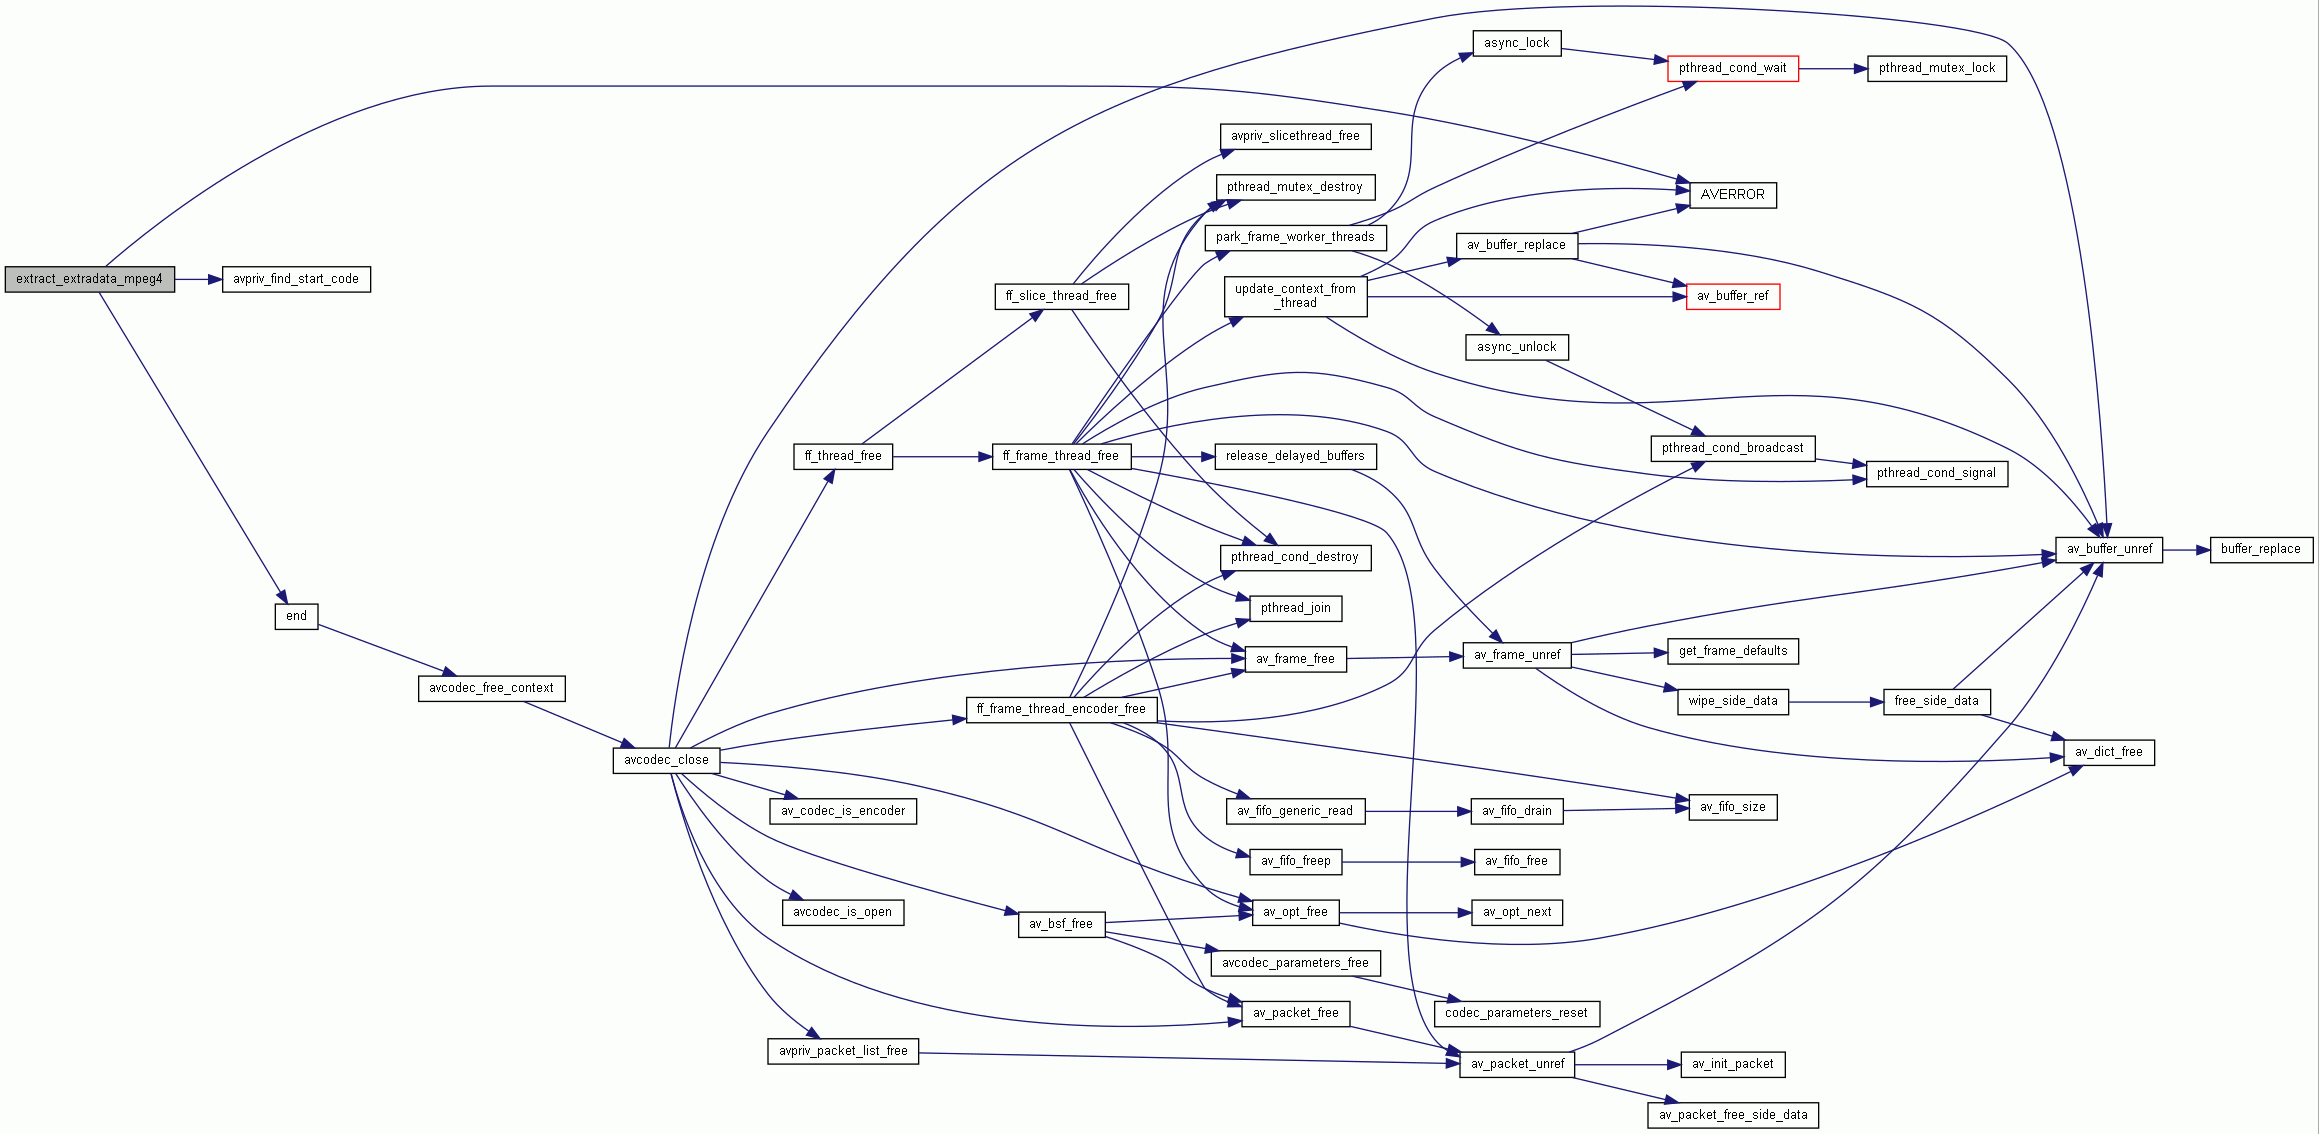 extract_extradata_mpeg4
avpriv_find_start_code
end
avcodec_free_context
avcodec_close
ff_thread_free
av_codec_is_encoder
avcodec_is_open
avpriv_packet_list_free
ff_slice_thread_free
ff_frame_thread_free
ff_frame_thread_encoder_free
av_bsf_free
avpriv_slicethread_free
pthread_mutex_destroy
park_frame_worker_threads
update_context_from
_thread
release_delayed_buffers
pthread_cond_destroy
pthread_join
av_frame_free
av_fifo_generic_read
av_fifo_freep
av_opt_free
avcodec_parameters_free
av_packet_free
async_lock
av_buffer_replace
async_unlock
av_frame_unref
av_fifo_drain
av_fifo_free
av_opt_next
codec_parameters_reset
av_packet_unref
pthread_cond_wait
AVERROR
av_buffer_ref
pthread_cond_broadcast
get_frame_defaults
wipe_side_data
av_fifo_size
av_init_packet
av_packet_free_side_data
pthread_mutex_lock
pthread_cond_signal
free_side_data
av_buffer_unref
av_dict_free
buffer_replace